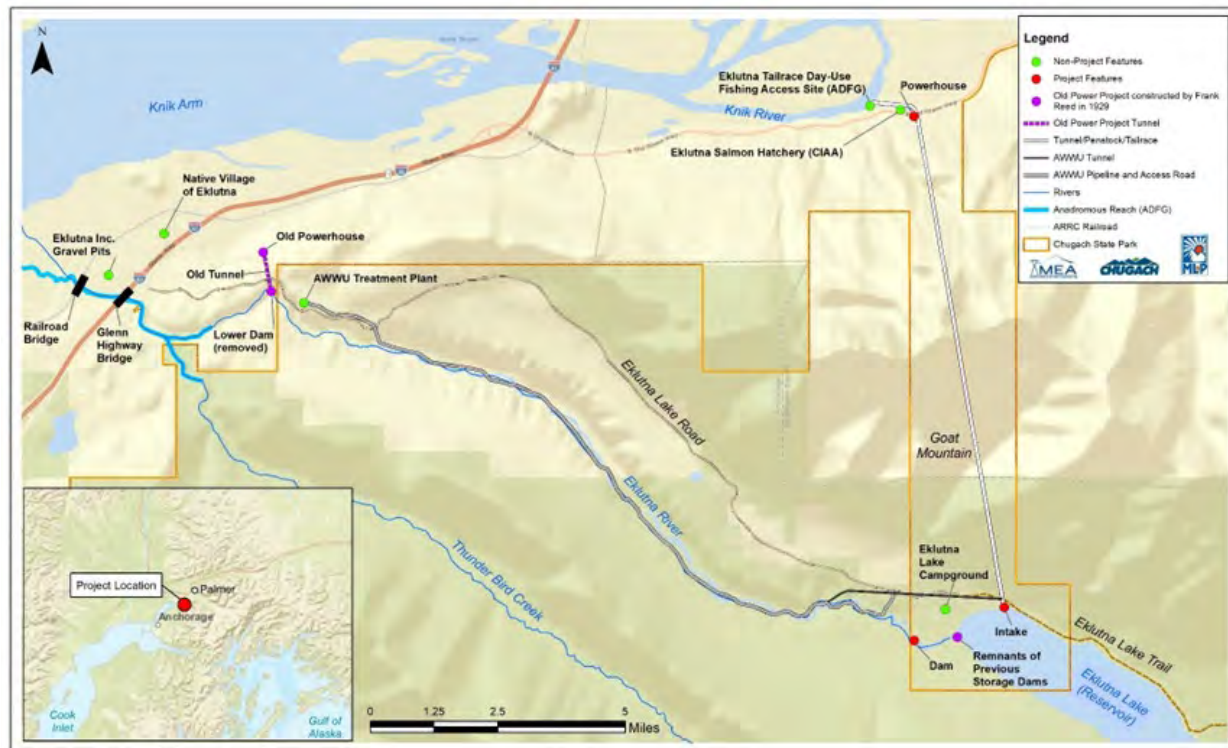 N
Knik Arm
Knik River
Eklutna Tailrace Day-Use
Fishing Access Site (ADFG)
Powerhouse
Eklutna Salmon Hatchery (CIAA)
Native Village
of Eklutna
Eklutna Inc.
Gravel Pits
Old Powerhouse
Old Tunnel
AWWU Treatment Plant
Railroad
Bridge
Glenn
Highway
Bridge
Lower Dam
(removed)
Eklutna Lake Road
Eklutna River
Thunder Bird Creek
Goat
Mountain
Eklutna
Lake
Campground
Intake
Dam
Remnants of
Previous
Storage Dams
Eklutna Lake Trail
Eklutna Lake
(Reservoir)
Legend
Non-Project Features
Project Features
Old Power Project constructed by Frank
Reed in 1929
Old Power Project Tunnel
Tunnel/Penstock/Tailrace
AWWU Tunnel
AWWU Pipeline and Access Road
Rivers
Anadromous Reach (ADFG)
ARRC Railroad
Chugach State Park
MEA
CHUGACH
ML&P
Project Location
Palmer
Anchorage
Cook
Inlet
Gulf of
Alaska
0 1.25 2.5 5
Miles